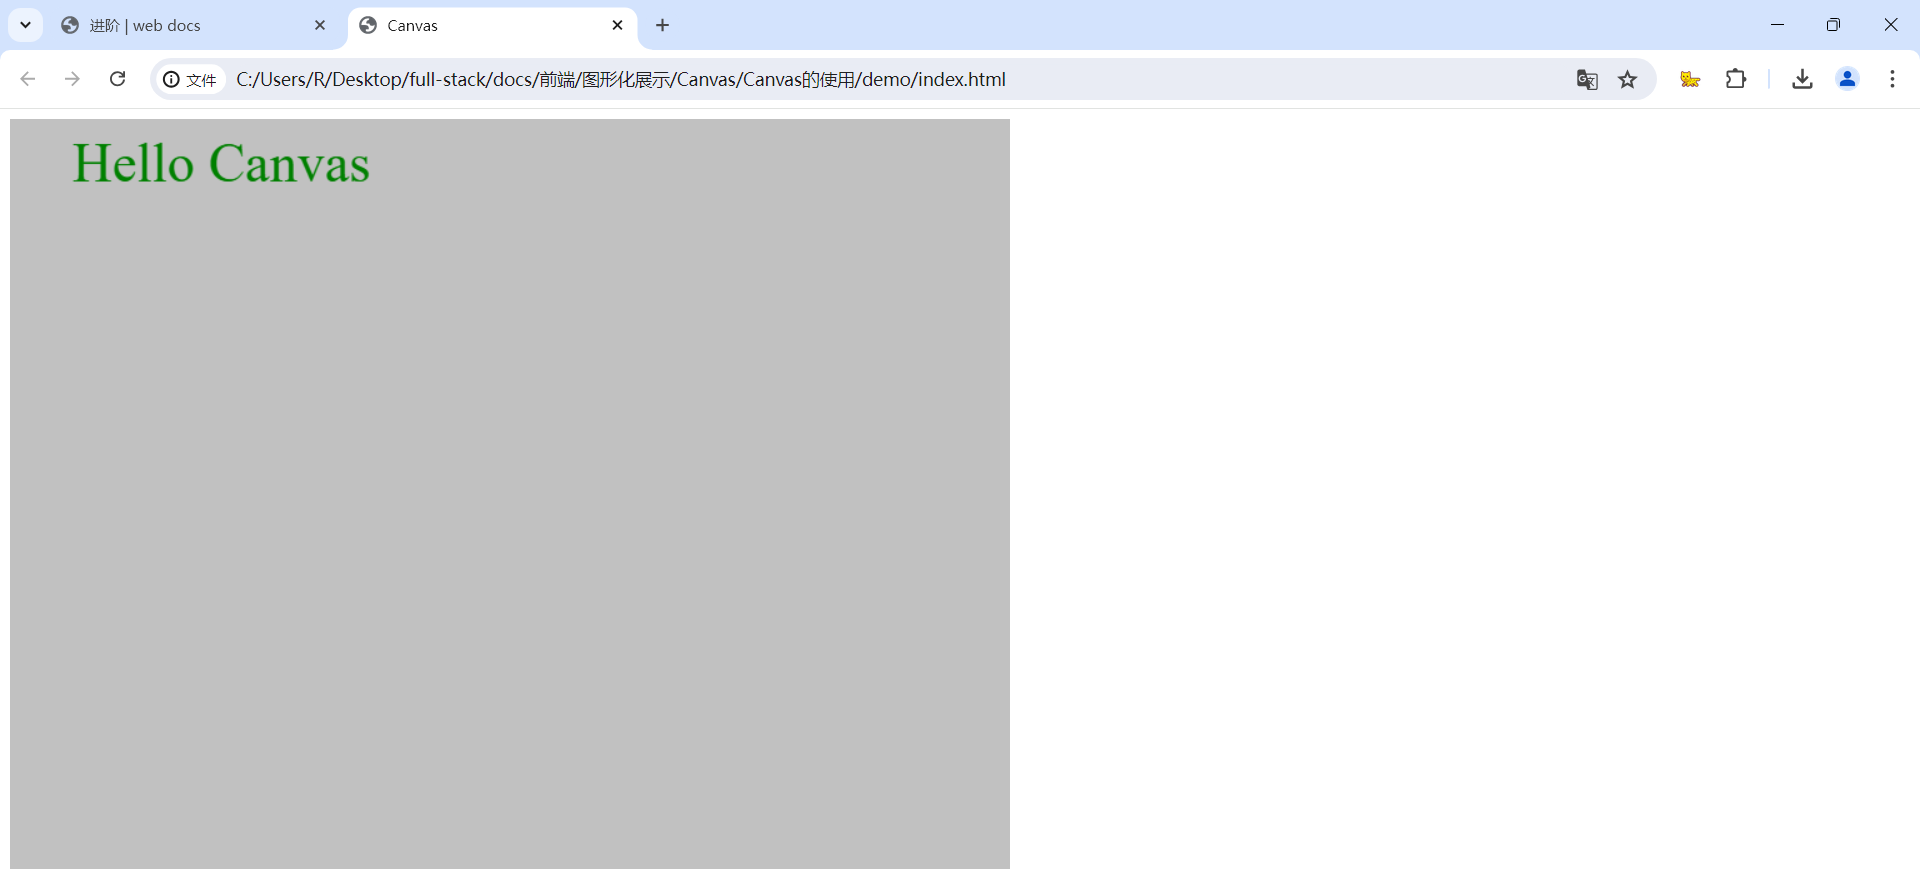 进阶 | web docs
Canvas
文件
C:/Users/R/Desktop/full-stack/docs/前端/图形化展示/Canvas/Canvas的使用/demo/index.html
Hello Canvas